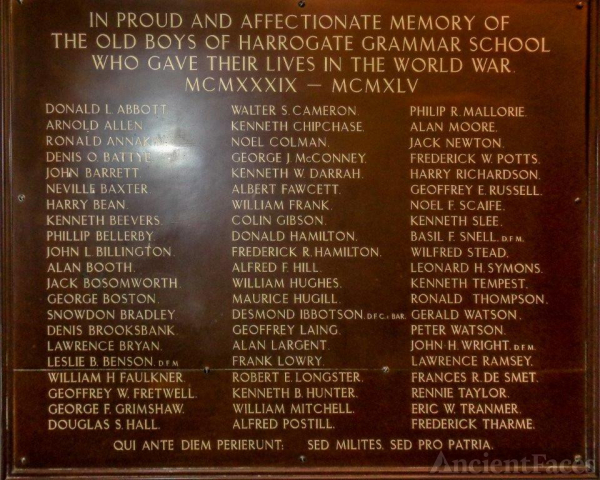 IN PROUD AND AFFECTIONATE MEMORY OF
THE OLD BOYS OF HARROGATE GRAMMAR SCHOOL
WHO GAVE THEIR LIVES IN THE WORLD WAR.
MCMXXXIX — MCMXLV
DONALD L. ABBOTT.
ARNOLD ALLEN
RONALD ANNAKIN
DENIS O. BATTYE.
JOHN BARRETT.
NEVILLE BAXTER.
HARRY BEAN.
KENNETH BEEVERS.
PHILLIP BELLERBY.
JOHN L. BILLINGTON.
ALAN BOOTH.
JACK BOSOMWORTH.
GEORGE BOSTON.
SNOWDON BRADLEY.
DENIS BROOKSBANK.
LAWRENCE BRYAN.
LESLIE B. BENSON. D.F.M.
WILLIAM H FAULKNER.
GEOFFREY W. FRETWELL.
GEORGE F. GRIMSHAW.
DOUGLAS S. HALL.
WALTER S. CAMERON.
KENNETH CHIPCHASE.
NOEL COLMAN.
GEORGE J. McCONNEY.
KENNETH W. DARRAH.
ALBERT FAWCETT.
WILLIAM FRANK.
COLIN GIBSON.
DONALD HAMILTON.
FREDERICK R. HAMILTON.
ALFRED F. HILL.
WILLIAM HUGHES.
MAURICE HUGILL.
DESMOND IBBOTSON. D.F.C. & BAR.
GEOFFREY LAING.
ALAN LARGENT.
FRANK LOWRY.
ROBERT E. LONGSTER.
KENNETH B. HUNTER.
WILLIAM MITCHELL.
ALFRED POSTILL.
PHILIP R. MALLORIE.
ALAN MOORE.
JACK NEWTON.
FREDERICK W. POTTS.
HARRY RICHARDSON.
GEOFFREY E. RUSSELL.
NOEL F. SCAIFE.
KENNETH SLEE.
BASIL F. SNELL. D.F.M.
WILFRED STEAD.
LEONARD H. SYMONS.
KENNETH TEMPEST.
RONALD THOMPSON.
GERALD WATSON.
PETER WATSON.
JOHN H. WRIGHT. D.F.M.
LAWRENCE RAMSEY.
FRANCES R. DE SMET.
RENNIE TAYLOR.
ERIC W. TRANMER.
FREDERICK THARME.
QUI ANTE DIEM PERIERUNT: SED MILITES, SED PRO PATRIA.
AncientFaces